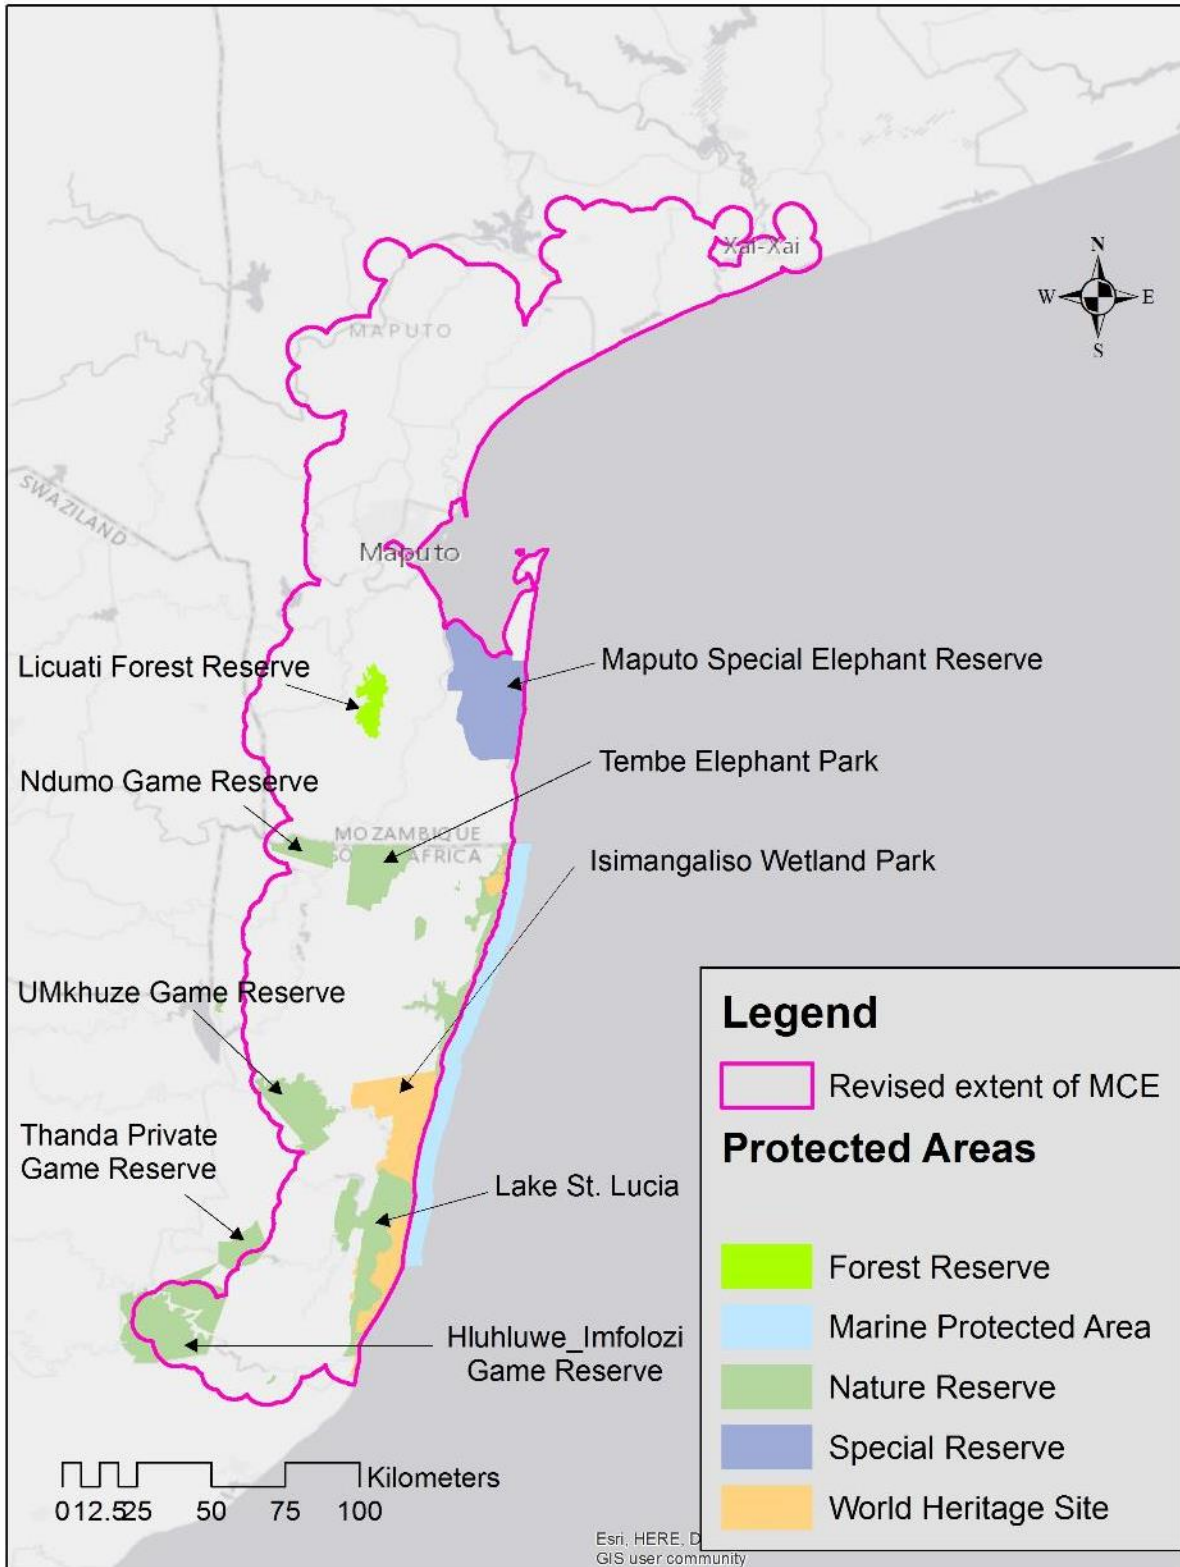 Xai-Xai
N
W E
S
MAPUTO
SWAZILAND
Maputo
Licuati Forest Reserve
Maputo Special Elephant Reserve
Tembe Elephant Park
Ndumo Game Reserve
MOZAMBIQUE
SOUTH AFRICA
Isimangaliso Wetland Park
UMkhuze Game Reserve
Thanda Private
Game Reserve
Lake St. Lucia
Hluhluwe_Imfolozi
Game Reserve
Legend
Revised extent of MCE
Protected Areas
Forest Reserve
Marine Protected Area
Nature Reserve
Special Reserve
World Heritage Site
Kilometers
0 12.5 25 50 75 100
Esri, HERE, D
GIS user community